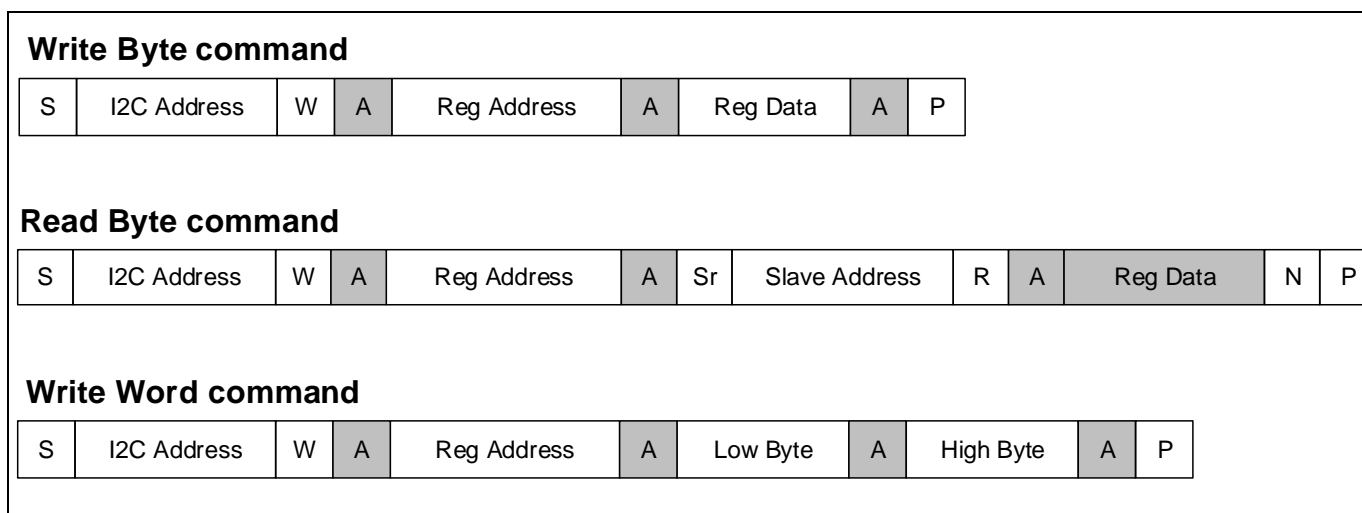 Write Byte command
S I2C Address W A Reg Address A Reg Data A P
Read Byte command
S I2C Address W A Reg Address A Sr Slave Address R A Reg Data N P
Write Word command
S I2C Address W A Reg Address A Low Byte A High Byte A P